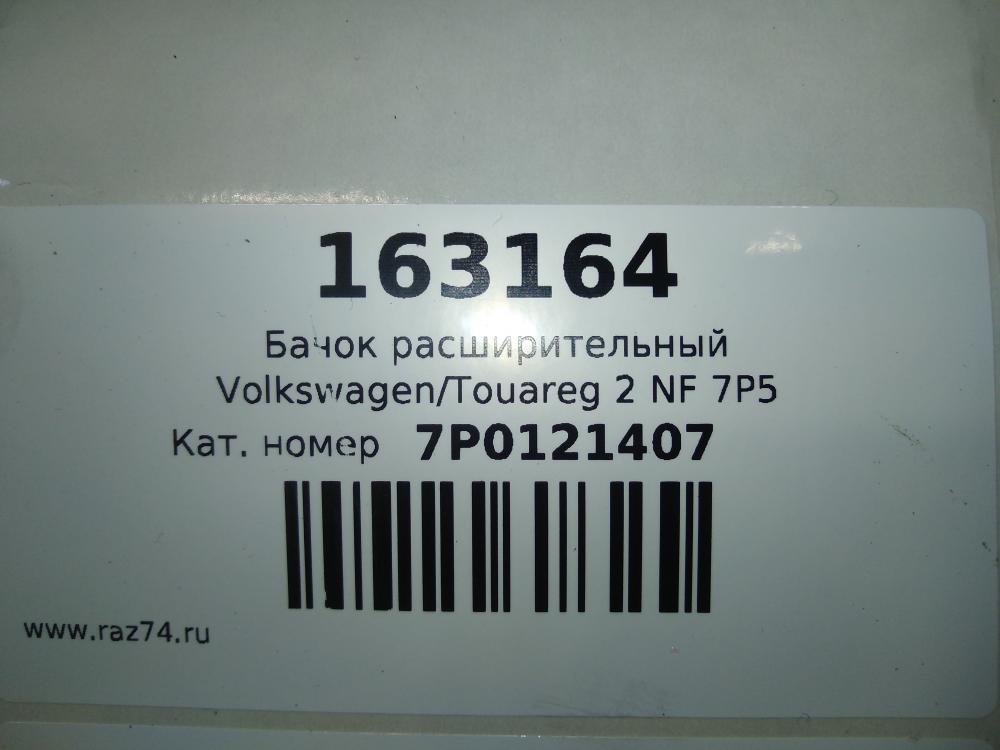 163164
Бачок расширительный
Volkswagen/Touareg 2 NF 7P5
Кат. номер 7P0121407
www.raz74.ru